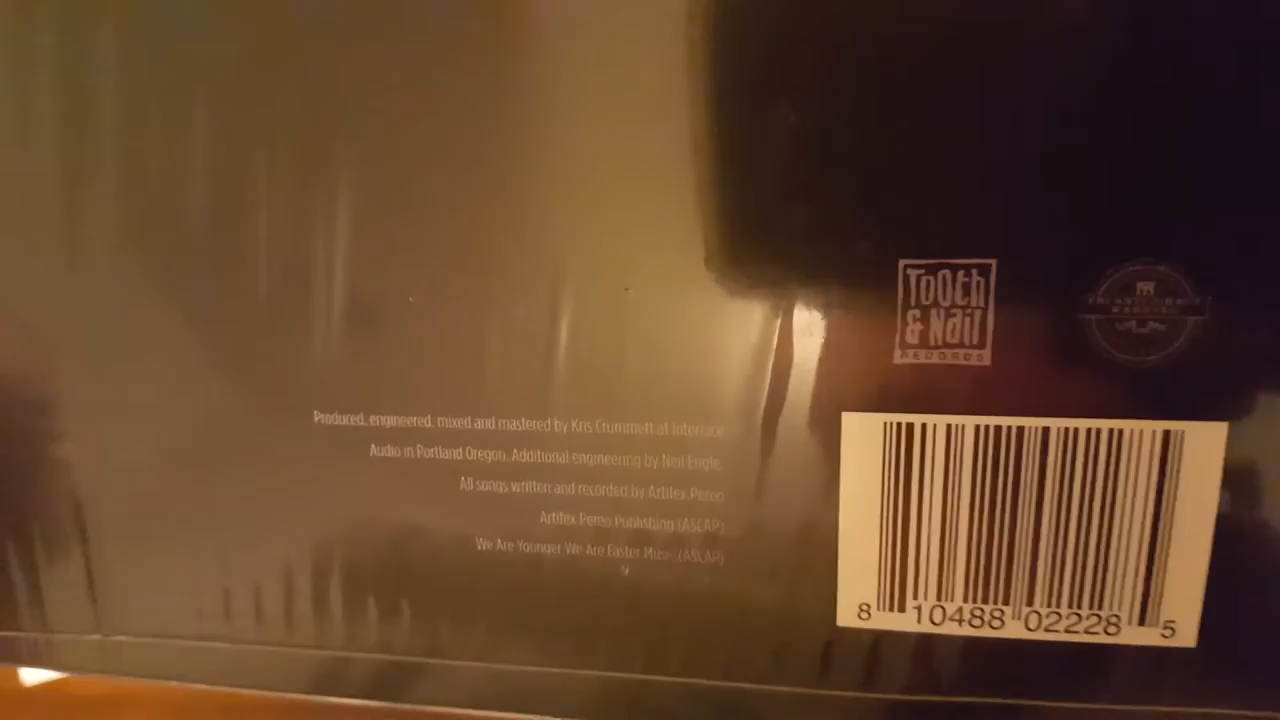 Tooth
& Nail
RECORDS
Produced, engineered, mixed and mastered by Kris Crummett at Interlace
Audio in Portland Oregon. Additional engineering by Neil Engle.
All songs written and recorded by Artifex Pereo
Artifex Pereo Publishing (ASCAP)
We Are Younger We Are Faster Music (ASCAP)
8 10488 02228 5